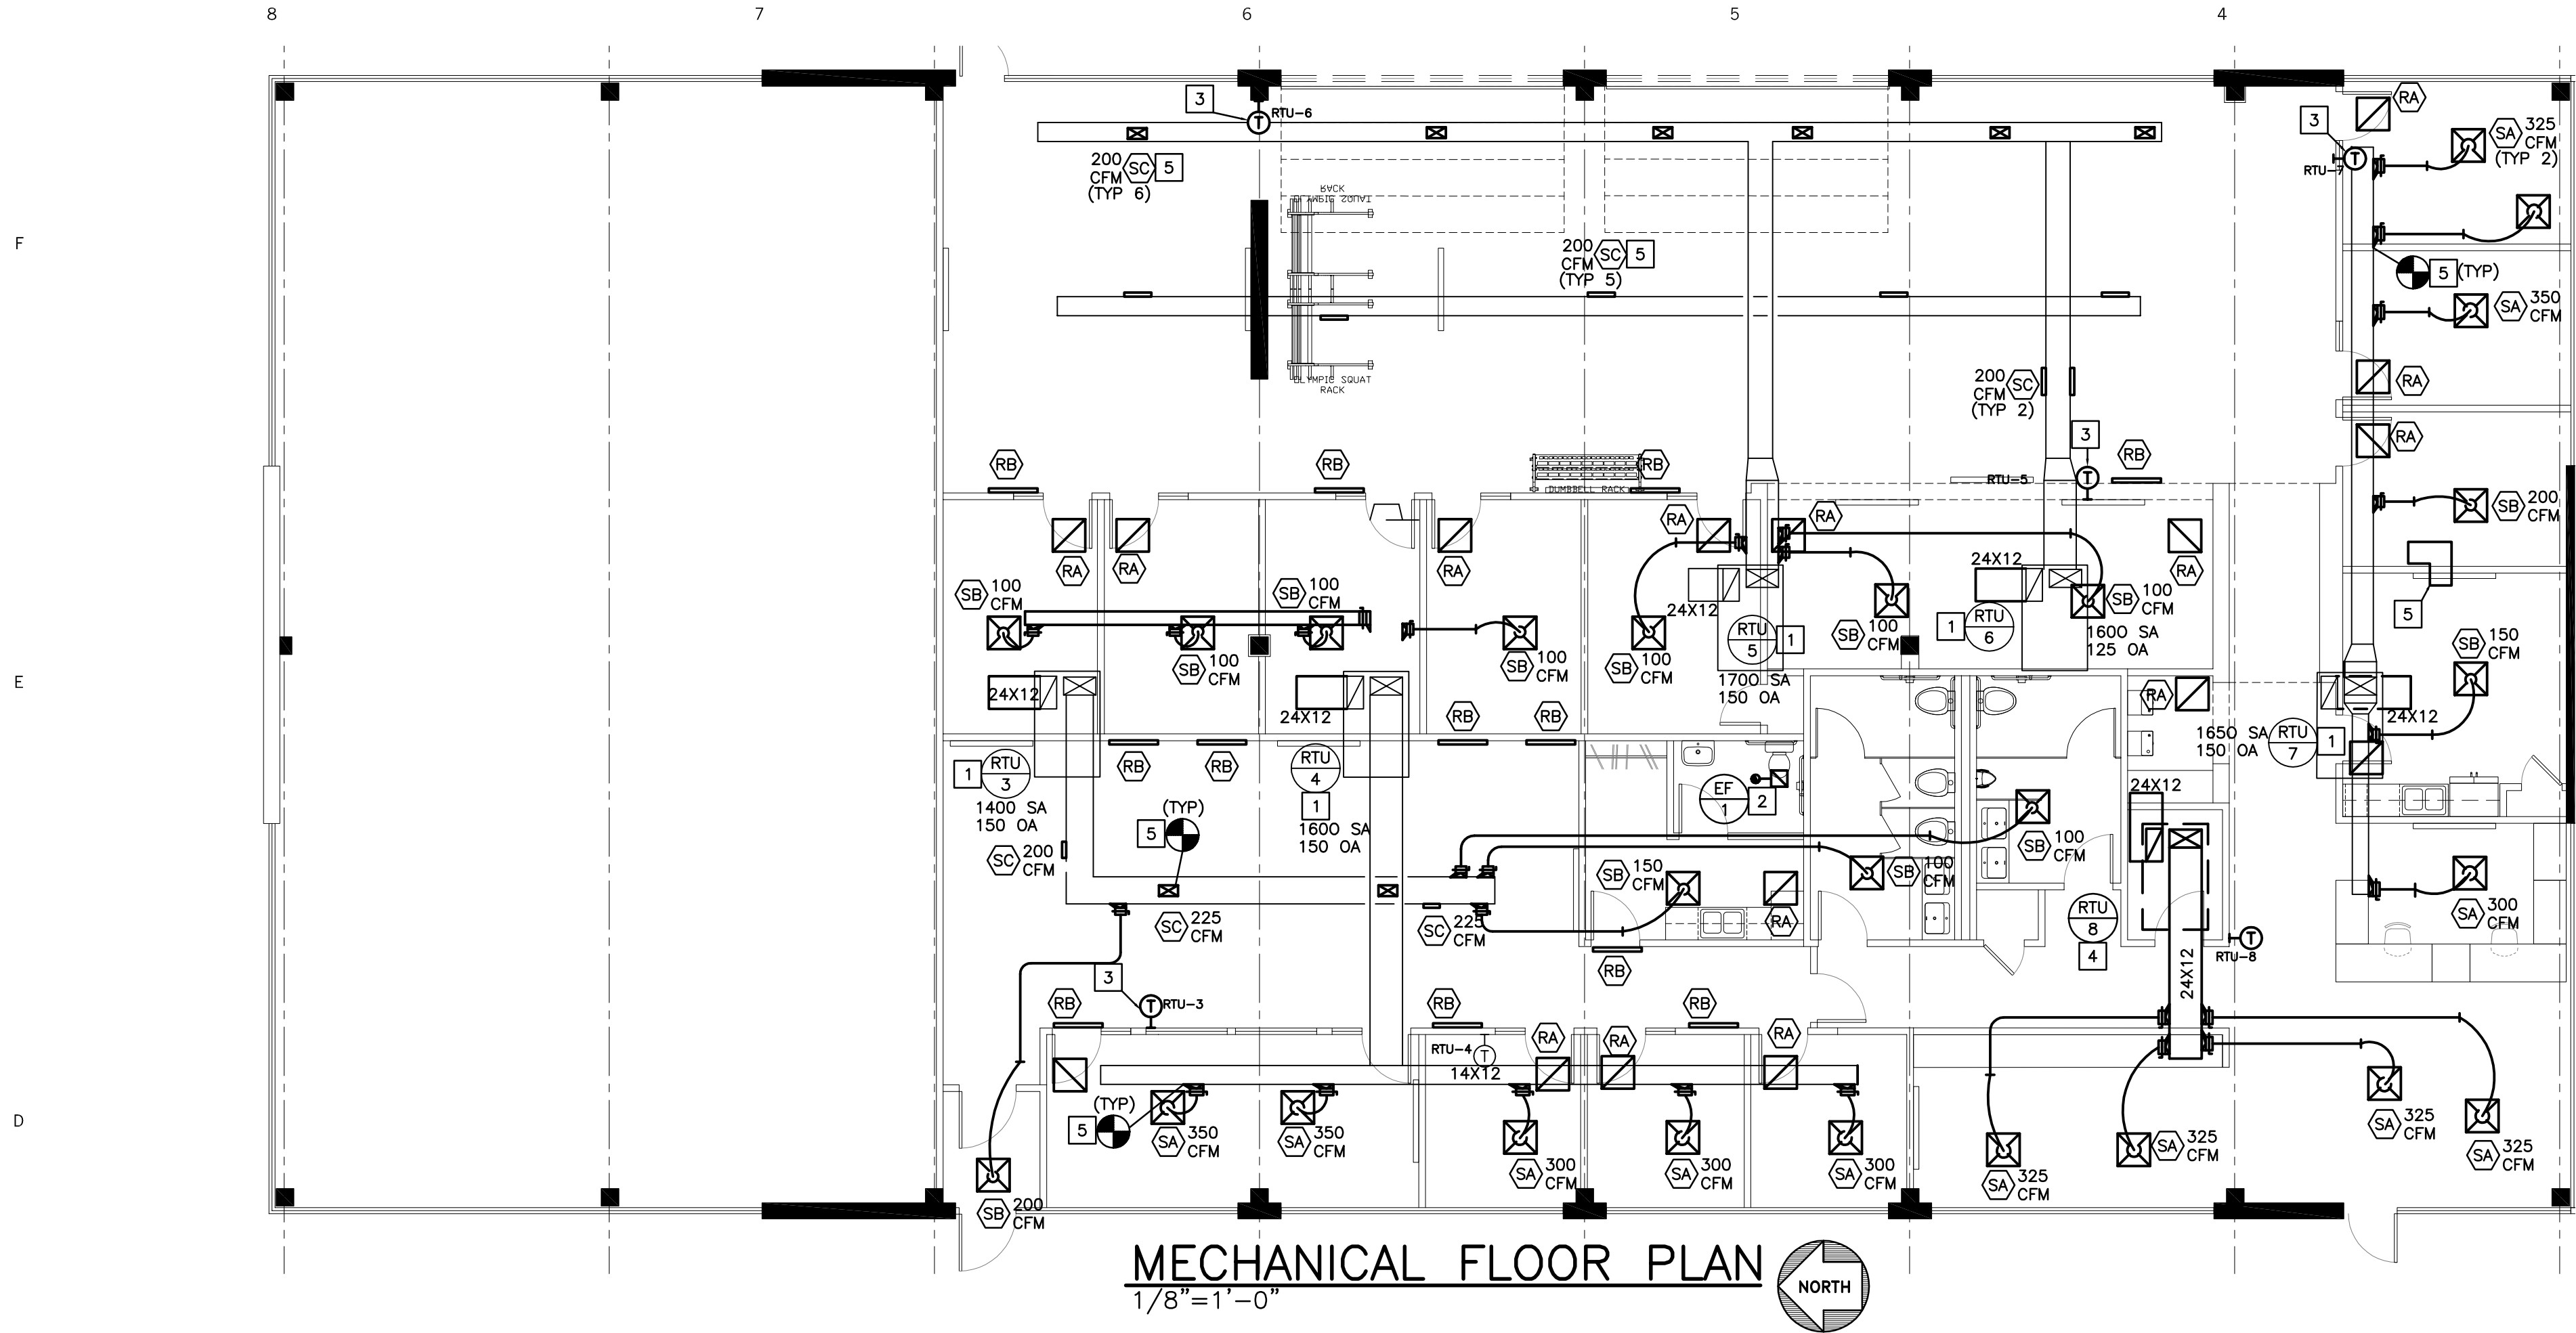 8
7
6
5
4
F
E
D
3
RTU-6
200
CFM
(TYP 6)
SC
5
RACK
OLYMPIC SQUAT
OLYMPIC SQUAT
RACK
200
CFM
(TYP 5)
SC
5
200
CFM
(TYP 2)
SC
3
RTU-5
RB
RB
RB
RB
DUMBBELL RACK
3
RTU-7
RA
SA
325
CFM
(TYP 2)
5
(TYP)
SA
350
CFM
RA
RA
SB
200
CFM
5
SB
150
CFM
24X12
1650 SA
150 OA
RTU
7
1
SA
300
CFM
RA
RA
RA
RA
RA
RA
SB
100
CFM
SB
100
CFM
SB
100
CFM
SB
100
CFM
SB
100
CFM
SB
100
CFM
SB
100
CFM
24X12
24X12
24X12
24X12
RTU
5
1
1700 SA
150 OA
1
RTU
6
1600 SA
125 OA
RB
RB
RB
RB
1
RTU
3
1400 SA
150 OA
RTU
4
1
1600 SA
150 OA
(TYP)
5
SC
200
CFM
SC
225
CFM
SC
225
CFM
EF
1
2
SB
150
CFM
RA
SB
100
CFM
SB
100
CFM
RA
24X12
RTU
8
4
RTU-8
24X12
RB
3
RTU-3
RB
RB
RB
RTU-4
T
14X12
RA
RA
RA
(TYP)
5
SA
350
CFM
SA
350
CFM
SA
300
CFM
SA
300
CFM
SA
300
CFM
SA
325
CFM
SA
325
CFM
SA
325
CFM
SA
325
CFM
SB
200
CFM
MECHANICAL FLOOR PLAN
1/8"=1'-0"
NORTH